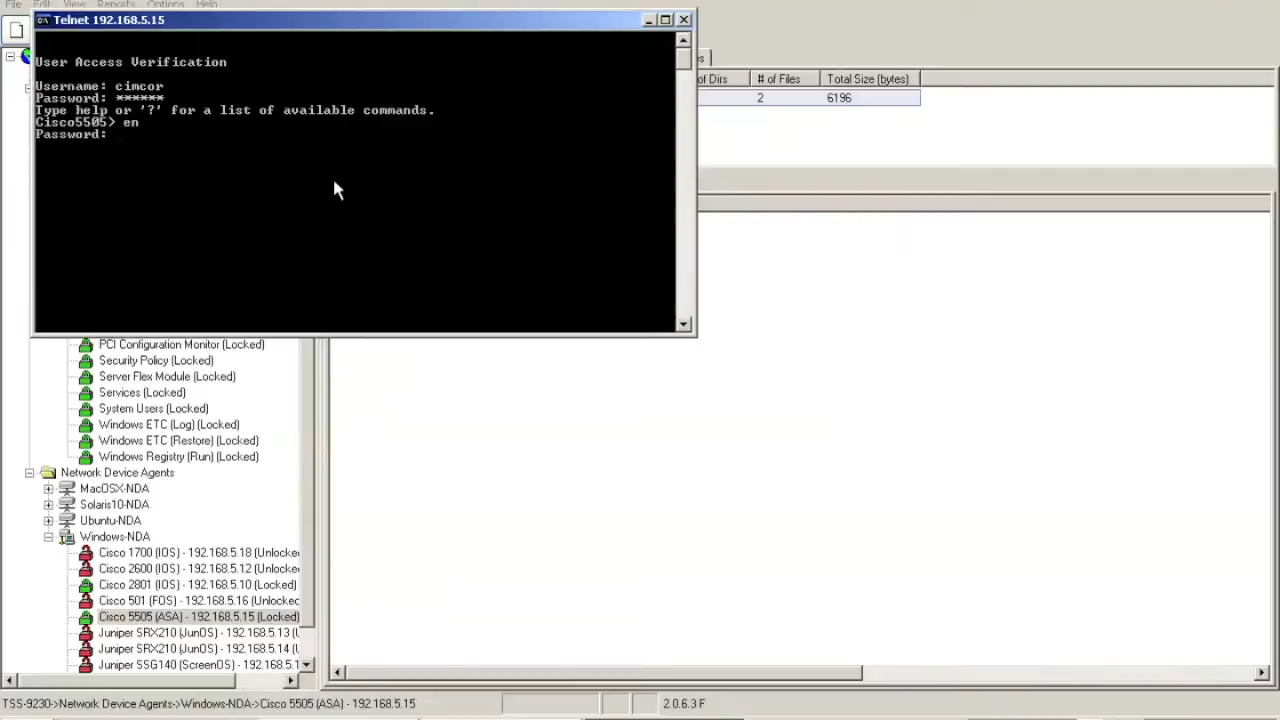 File Edit View Reports Options Help
Telnet 192.168.5.15
User Access Verification
Username: cimcor
Password: ******
Type help or '?' for a list of available commands.
Cisco5505> en
Password:
of Dirs # of Files Total Size (bytes)
2 6196
PCI Configuration Monitor (Locked)
Security Policy (Locked)
Server Flex Module (Locked)
Services (Locked)
System Users (Locked)
Windows ETC (Log) (Locked)
Windows ETC (Restore) (Locked)
Windows Registry (Run) (Locked)
Network Device Agents
MacOSX-NDA
Solaris10-NDA
Ubuntu-NDA
Windows-NDA
Cisco 1700 (IOS) - 192.168.5.18 (Unlocke
Cisco 2600 (IOS) - 192.168.5.12 (Unlocke
Cisco 2801 (IOS) - 192.168.5.10 (Locked)
Cisco 501 (FOS) - 192.168.5.16 (Unlocked
Cisco 5505 (ASA) - 192.168.5.15 (Locked)
Juniper SRX210 (JunOS) - 192.168.5.13 (U
Juniper SRX210 (JunOS) - 192.168.5.14 (L
Juniper SSG140 (ScreenOS) - 192.168.5.1
TSS-9230->Network Device Agents->Windows-NDA->Cisco 5505 (ASA) - 192.168.5.15
2.0.6.3 F